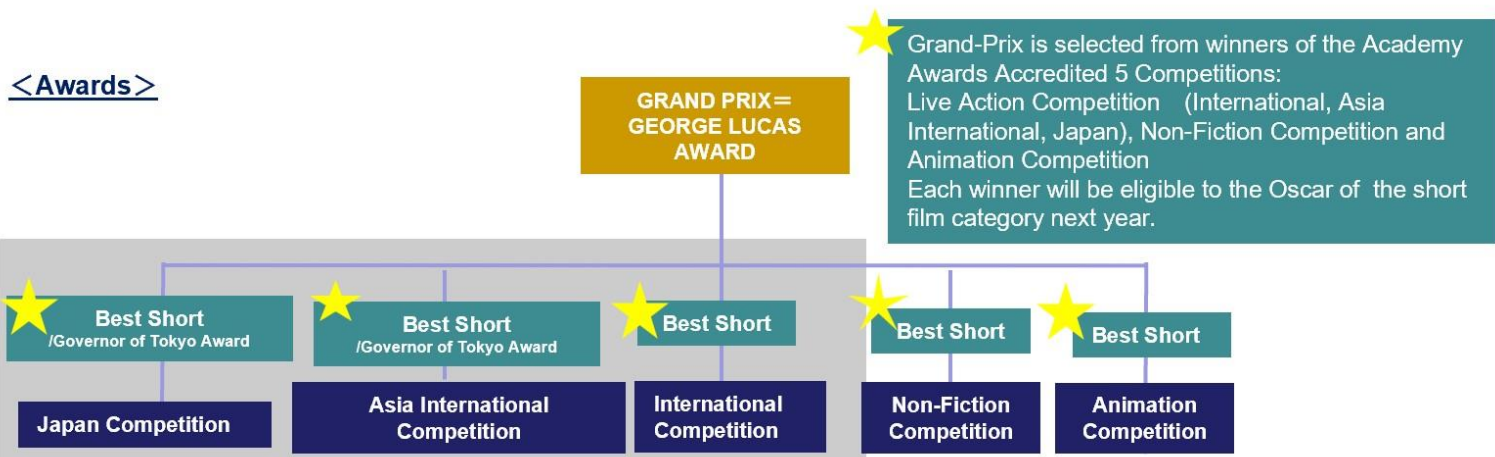 <Awards>
GRAND PRIX＝
GEORGE LUCAS
AWARD
Grand-Prix is selected from winners of the Academy
Awards Accredited 5 Competitions:
Live Action Competition (International, Asia
International, Japan), Non-Fiction Competition and
Animation Competition
Each winner will be eligible to the Oscar of the short
film category next year.
Best Short
/Governor of Tokyo Award
Best Short
/Governor of Tokyo Award
Best Short
Best Short
Best Short
Japan Competition
Asia International
Competition
International
Competition
Non-Fiction
Competition
Animation
Competition